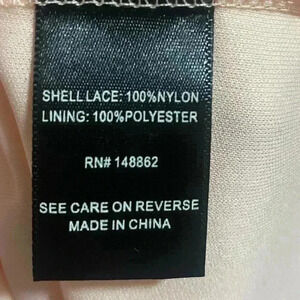 SHELL LACE: 100%NYLON
LINING: 100%POLYESTER
RN# 148862
SEE CARE ON REVERSE
MADE IN CHINA